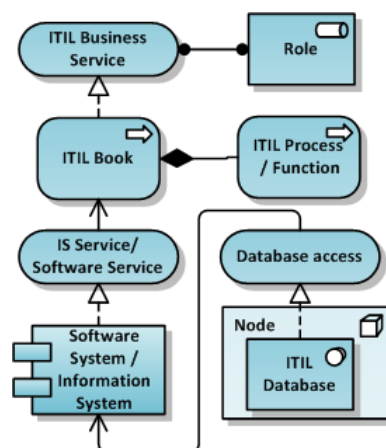 ITIL Business
Service
Role
ITIL Book
ITIL Process
/ Function
IS Service/
Software Service
Database access
Software
System /
Information
System
Node
ITIL
Database